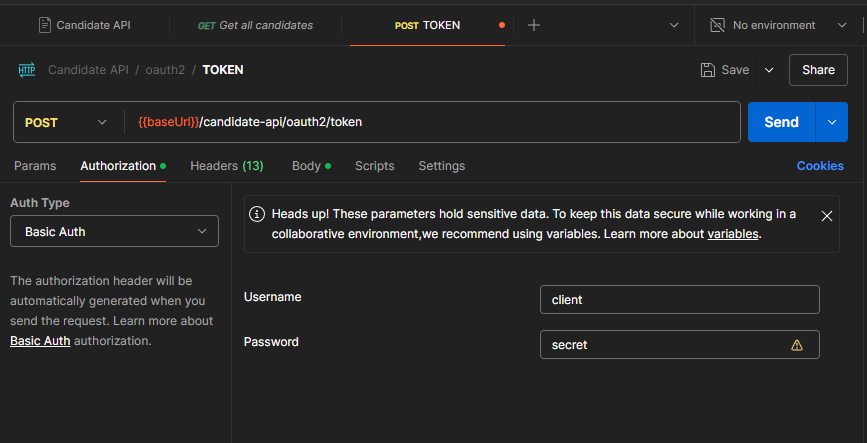 Candidate API GET Get all candidates POST TOKEN No environment
HTTP Candidate API / oauth2 / TOKEN Save Share
POST {{baseUrl}}/candidate-api/oauth2/token Send
Params Authorization Headers (13) Body Scripts Settings Cookies
Auth Type
Basic Auth
The authorization header will be
automatically generated when you
send the request. Learn more about
Basic Auth authorization.
Heads up! These parameters hold sensitive data. To keep this data secure while working in a
collaborative environment,we recommend using variables. Learn more about variables.
Username client
Password secret